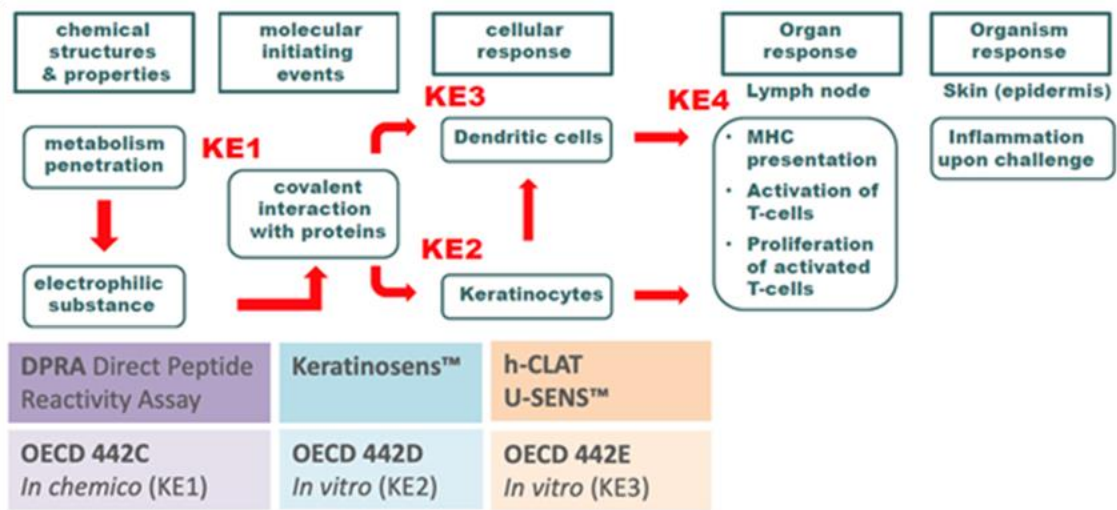 chemical
structures
& properties
molecular
initiating
events
cellular
response
Organ
response
Organism
response
Lymph node
Skin (epidermis)
KE1
KE3
KE4
KE2
metabolism
penetration
electrophilic
substance
covalent
interaction
with proteins
Dendritic cells
Keratinocytes
• MHC
presentation
• Activation of
T-cells
• Proliferation
of activated
T-cells
Inflammation
upon challenge
DPRA Direct Peptide
Reactivity Assay
Keratinosens™
h-CLAT
U-SENS™
OECD 442C
In chemico (KE1)
OECD 442D
In vitro (KE2)
OECD 442E
In vitro (KE3)